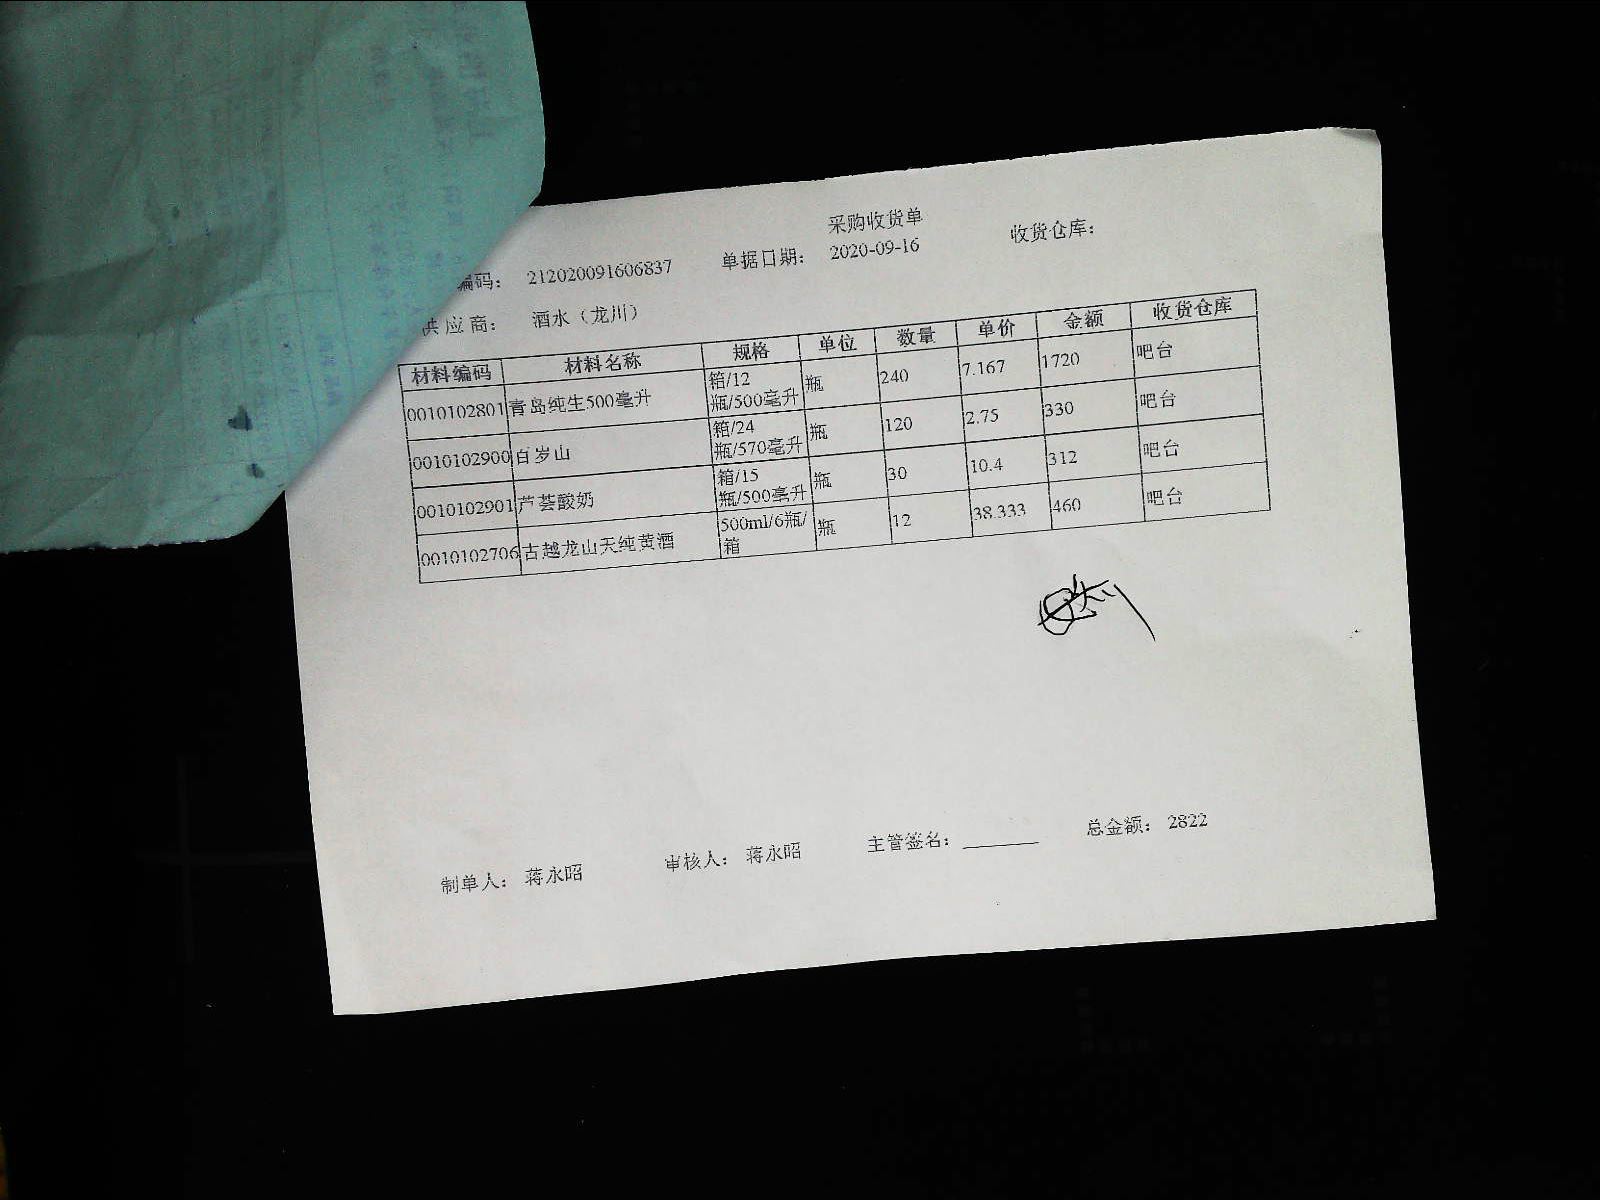 采购收货单
编码： 212020091606837 单据日期： 2020-09-16 收货仓库：
供应商： 酒水（龙川）
材料编码 材料名称 规格 单位 数量 单价 金额 收货仓库
0010102801 青岛纯生500毫升 箱/12瓶/500毫升 瓶 240 7.167 1720 吧台
0010102900 百岁山 箱/24瓶/570毫升 瓶 120 2.75 330 吧台
0010102901 芦荟酸奶 箱/15瓶/500毫升 瓶 30 10.4 312 吧台
0010102706 古越龙山天纯黄酒 500ml/6瓶/箱 瓶 12 38.333 460 吧台
制单人： 蒋永昭 审核人： 蒋永昭 主管签名： 总金额： 2822